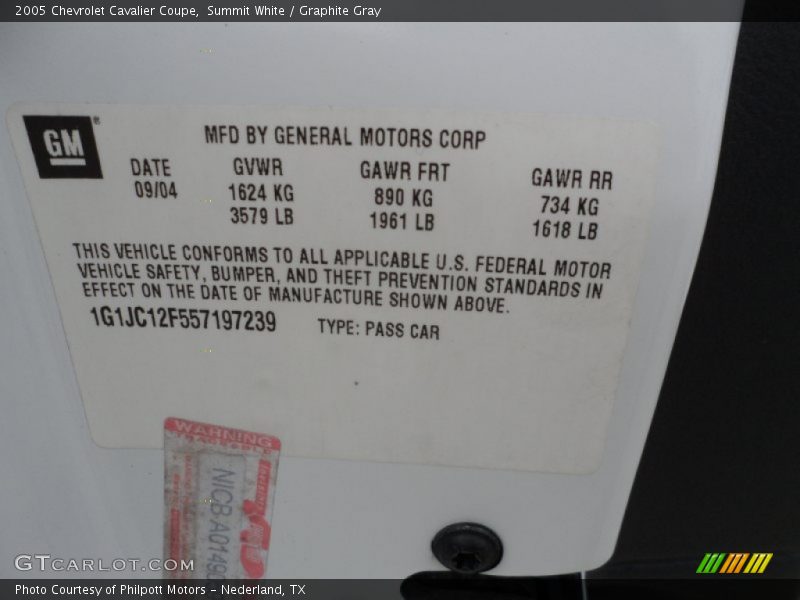 2005 Chevrolet Cavalier Coupe, Summit White / Graphite Gray
GM ®
MFD BY GENERAL MOTORS CORP
DATE GVWR GAWR FRT GAWR RR
09/04 1624 KG 890 KG 734 KG
3579 LB 1961 LB 1618 LB
THIS VEHICLE CONFORMS TO ALL APPLICABLE U.S. FEDERAL MOTOR
VEHICLE SAFETY, BUMPER, AND THEFT PREVENTION STANDARDS IN
EFFECT ON THE DATE OF MANUFACTURE SHOWN ABOVE.
1G1JC12F557197239 TYPE: PASS CAR
WARNING
TRACEABLE
NICB
GTCARLOT.COM
Photo Courtesy of Philpott Motors - Nederland, TX